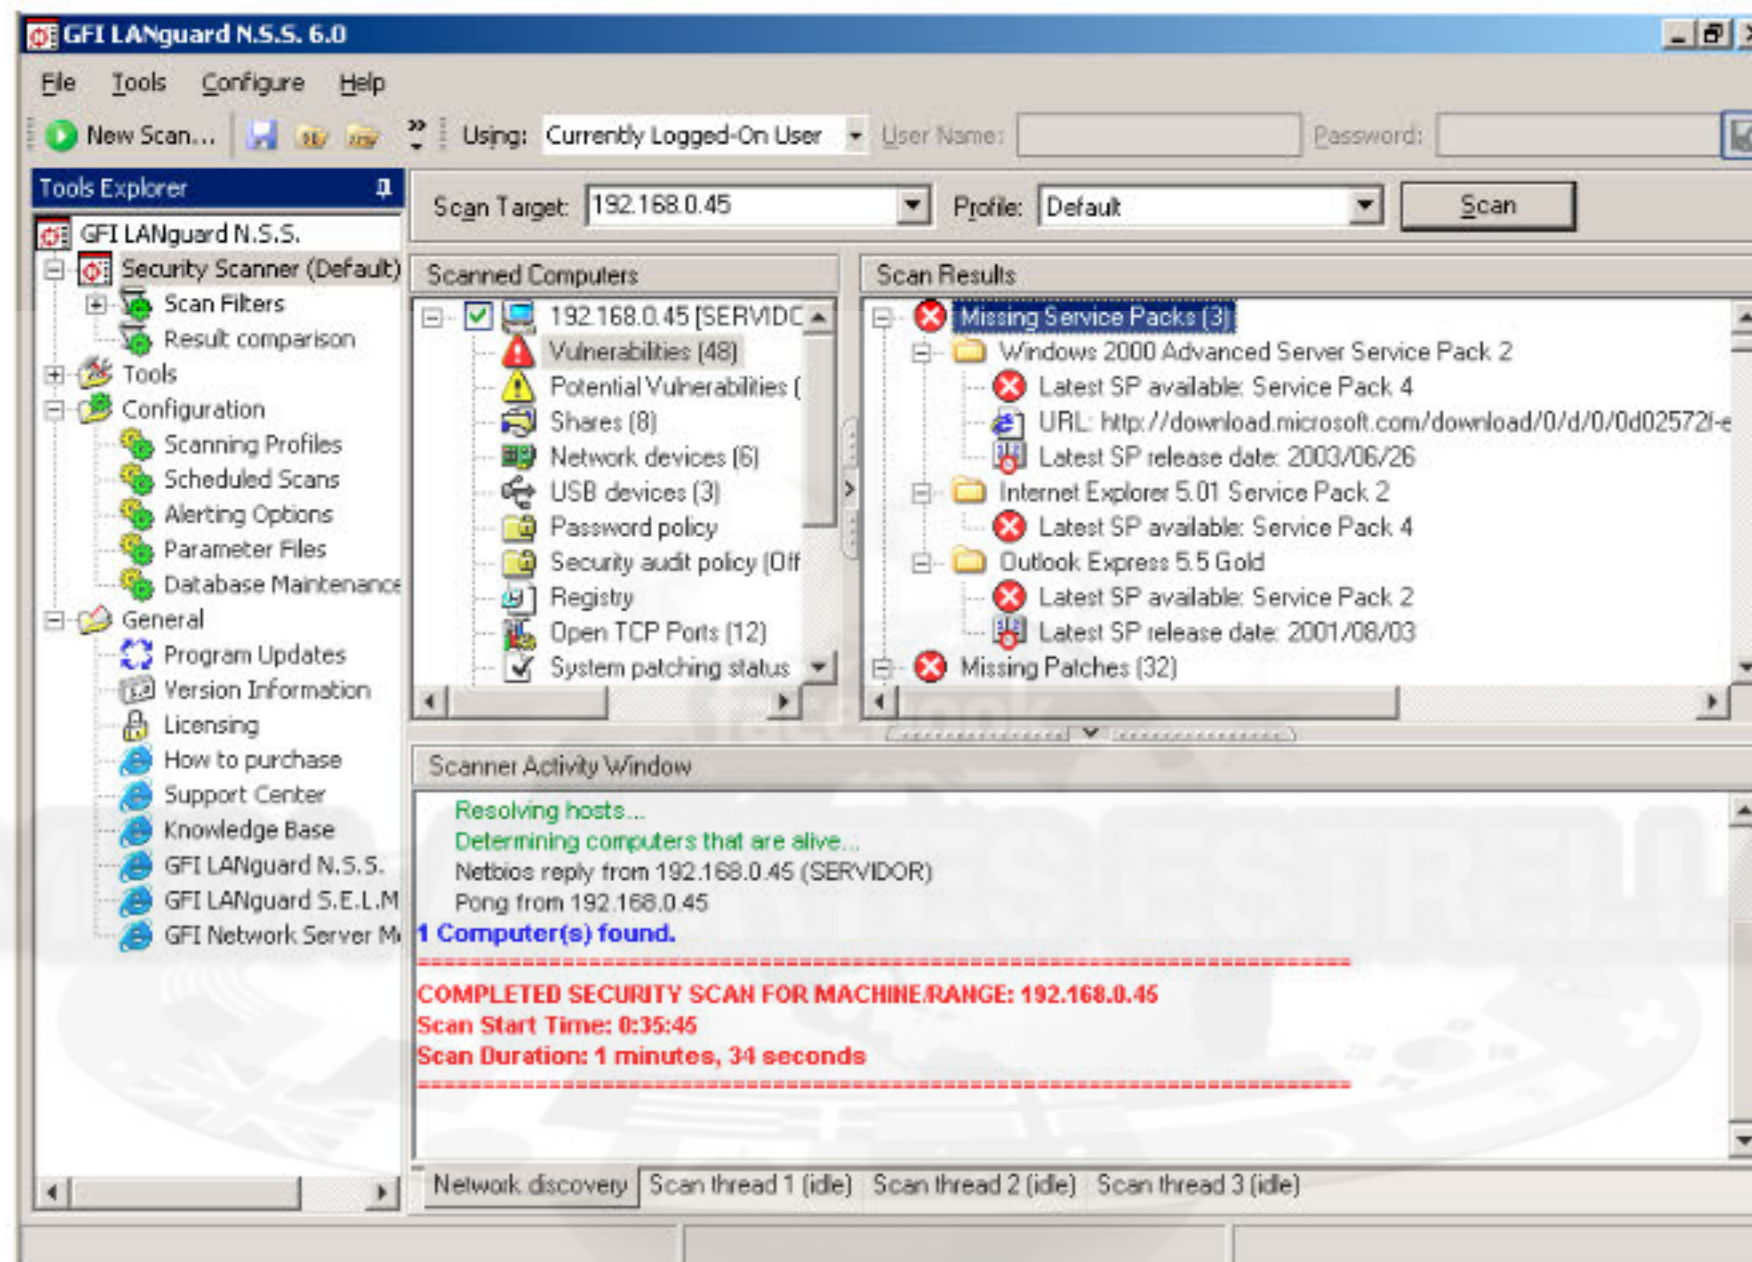 GFI LANguard N.S.S. 6.0
File Tools Configure Help
New Scan... Using: Currently Logged-On User User Name: Password:
Tools Explorer
Scan Target: 192.168.0.45 Profile: Default Scan
GFI LANguard N.S.S.
Security Scanner (Default)
Scan Filters
Result comparison
Tools
Configuration
Scanning Profiles
Scheduled Scans
Alerting Options
Parameter Files
Database Maintenance
General
Program Updates
Version Information
Licensing
How to purchase
Support Center
Knowledge Base
GFI LANguard N.S.S.
GFI LANguard S.E.L.M
GFI Network Server M
Scanned Computers
192.168.0.45 [SERVIDO
Vulnerabilities (48)
Potential Vulnerabilities (
Shares (8)
Network devices (6)
USB devices (3)
Password policy
Security audit policy (Off
Registry
Open TCP Ports (12)
System patching status
Scan Results
Missing Service Packs (3)
Windows 2000 Advanced Server Service Pack 2
Latest SP available: Service Pack 4
URL: http://download.microsoft.com/download/0/d/0/0d02572f-e
Latest SP release date: 2003/06/26
Internet Explorer 5.01 Service Pack 2
Latest SP available: Service Pack 4
Outlook Express 5.5 Gold
Latest SP available: Service Pack 2
Latest SP release date: 2001/08/03
Missing Patches (32)
Scanner Activity Window
Resolving hosts...
Determining computers that are alive...
Netbios reply from 192.168.0.45 (SERVIDOR)
Pong from 192.168.0.45
1 Computer(s) found.
COMPLETED SECURITY SCAN FOR MACHINE/RANGE: 192.168.0.45
Scan Start Time: 0:35:45
Scan Duration: 1 minutes, 34 seconds
Network discovery Scan thread 1 (idle) Scan thread 2 (idle) Scan thread 3 (idle)